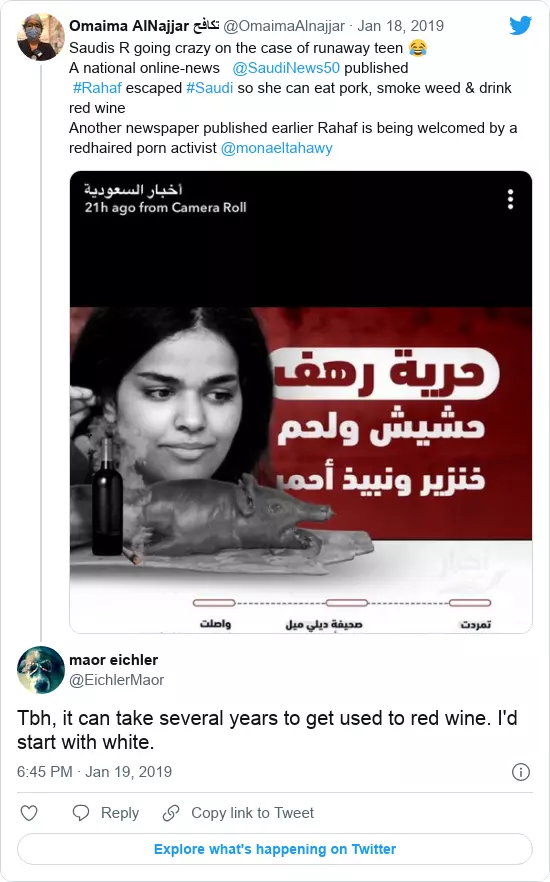 Omaima AlNajjar تكافح @OmaimaAlnajjar · Jan 18, 2019
Saudis R going crazy on the case of runaway teen 😂
A national online-news @SaudiNews50 published
#Rahaf escaped #Saudi so she can eat pork, smoke weed & drink
red wine
Another newspaper published earlier Rahaf is being welcomed by a
redhaired porn activist @monaeltahawy
أخبار السعودية
21h ago from Camera Roll
حرية رهف
حشيش ولحم
خنزير ونبيذ أحمر
تمردت صحيفة ديلي ميل واصلت
maor eichler
@EichlerMaor
Tbh, it can take several years to get used to red wine. I'd
start with white.
6:45 PM · Jan 19, 2019
Reply Copy link to Tweet
Explore what's happening on Twitter